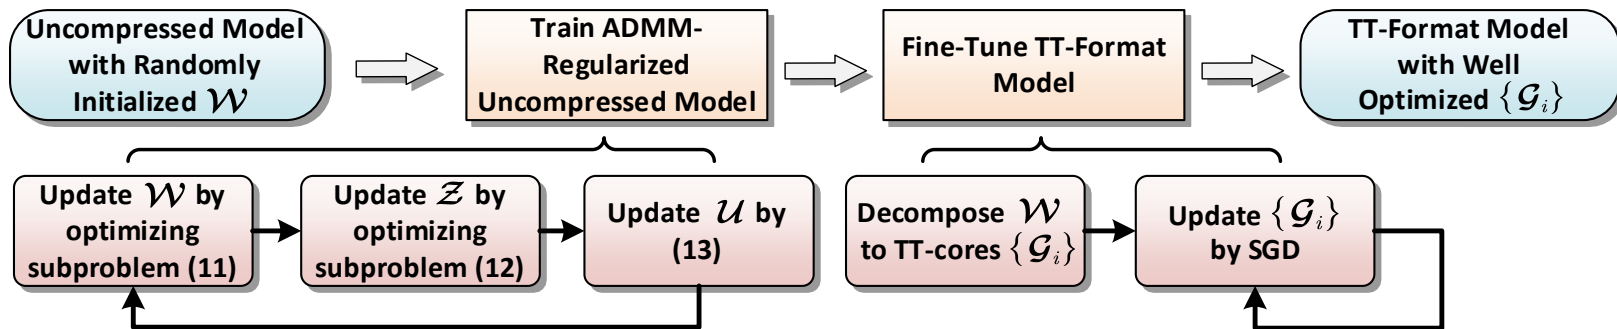 Uncompressed Model
with Randomly
Initialized 𝓦
Train ADMM-
Regularized
Uncompressed Model
Fine-Tune TT-Format
Model
TT-Format Model
with Well
Optimized {𝓖ᵢ}
Update 𝓦 by
optimizing
subproblem (11)
Update 𝓩 by
optimizing
subproblem (12)
Update 𝓤 by
(13)
Decompose 𝓦
to TT-cores {𝓖ᵢ}
Update {𝓖ᵢ}
by SGD